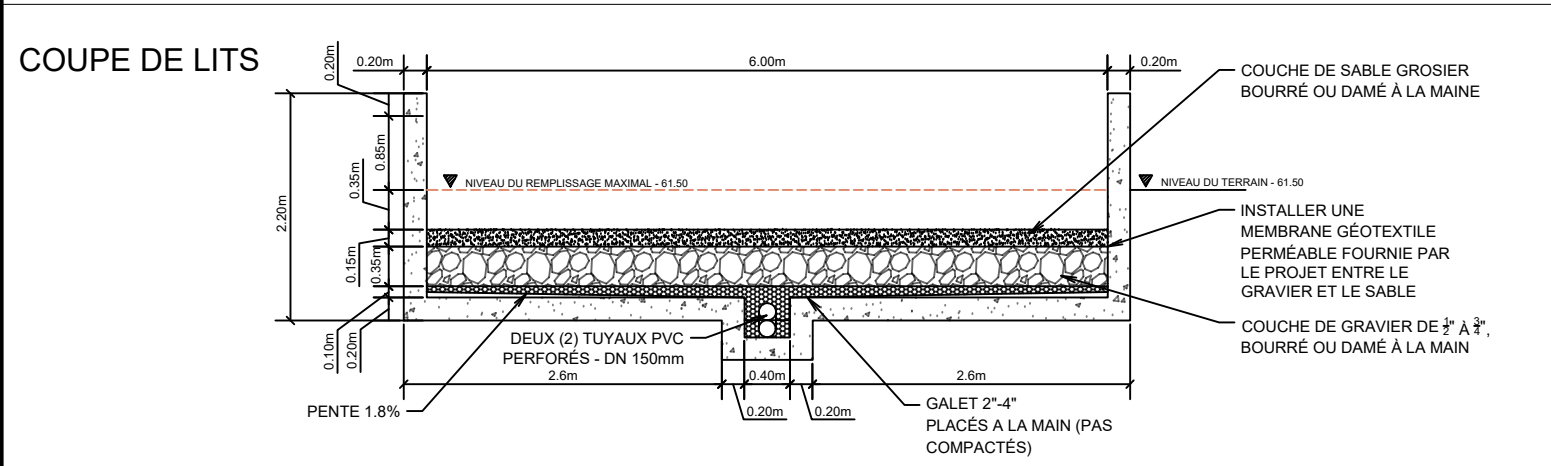 COUPE DE LITS
0.20m
0.20m
6.00m
0.20m
COUCHE DE SABLE GROSIER
BOURRÉ OU DAMÉ À LA MAINE
0.85m
0.35m
2.20m
NIVEAU DU REMPLISSAGE MAXIMAL - 61.50
NIVEAU DU TERRAIN - 61.50
INSTALLER UNE
MEMBRANE GÉOTEXTILE
PERMÉABLE FOURNIE PAR
LE PROJET ENTRE LE
GRAVIER ET LE SABLE
0.15m
0.35m
0.10m
0.20m
DEUX (2) TUYAUX PVC
PERFORÉS - DN 150mm
COUCHE DE GRAVIER DE 1/2" À 3/4",
BOURRÉ OU DAMÉ À LA MAIN
2.6m
0.40m
2.6m
PENTE 1.8%
0.20m
0.20m
GALET 2"-4"
PLACÉS A LA MAIN (PAS
COMPACTÉS)